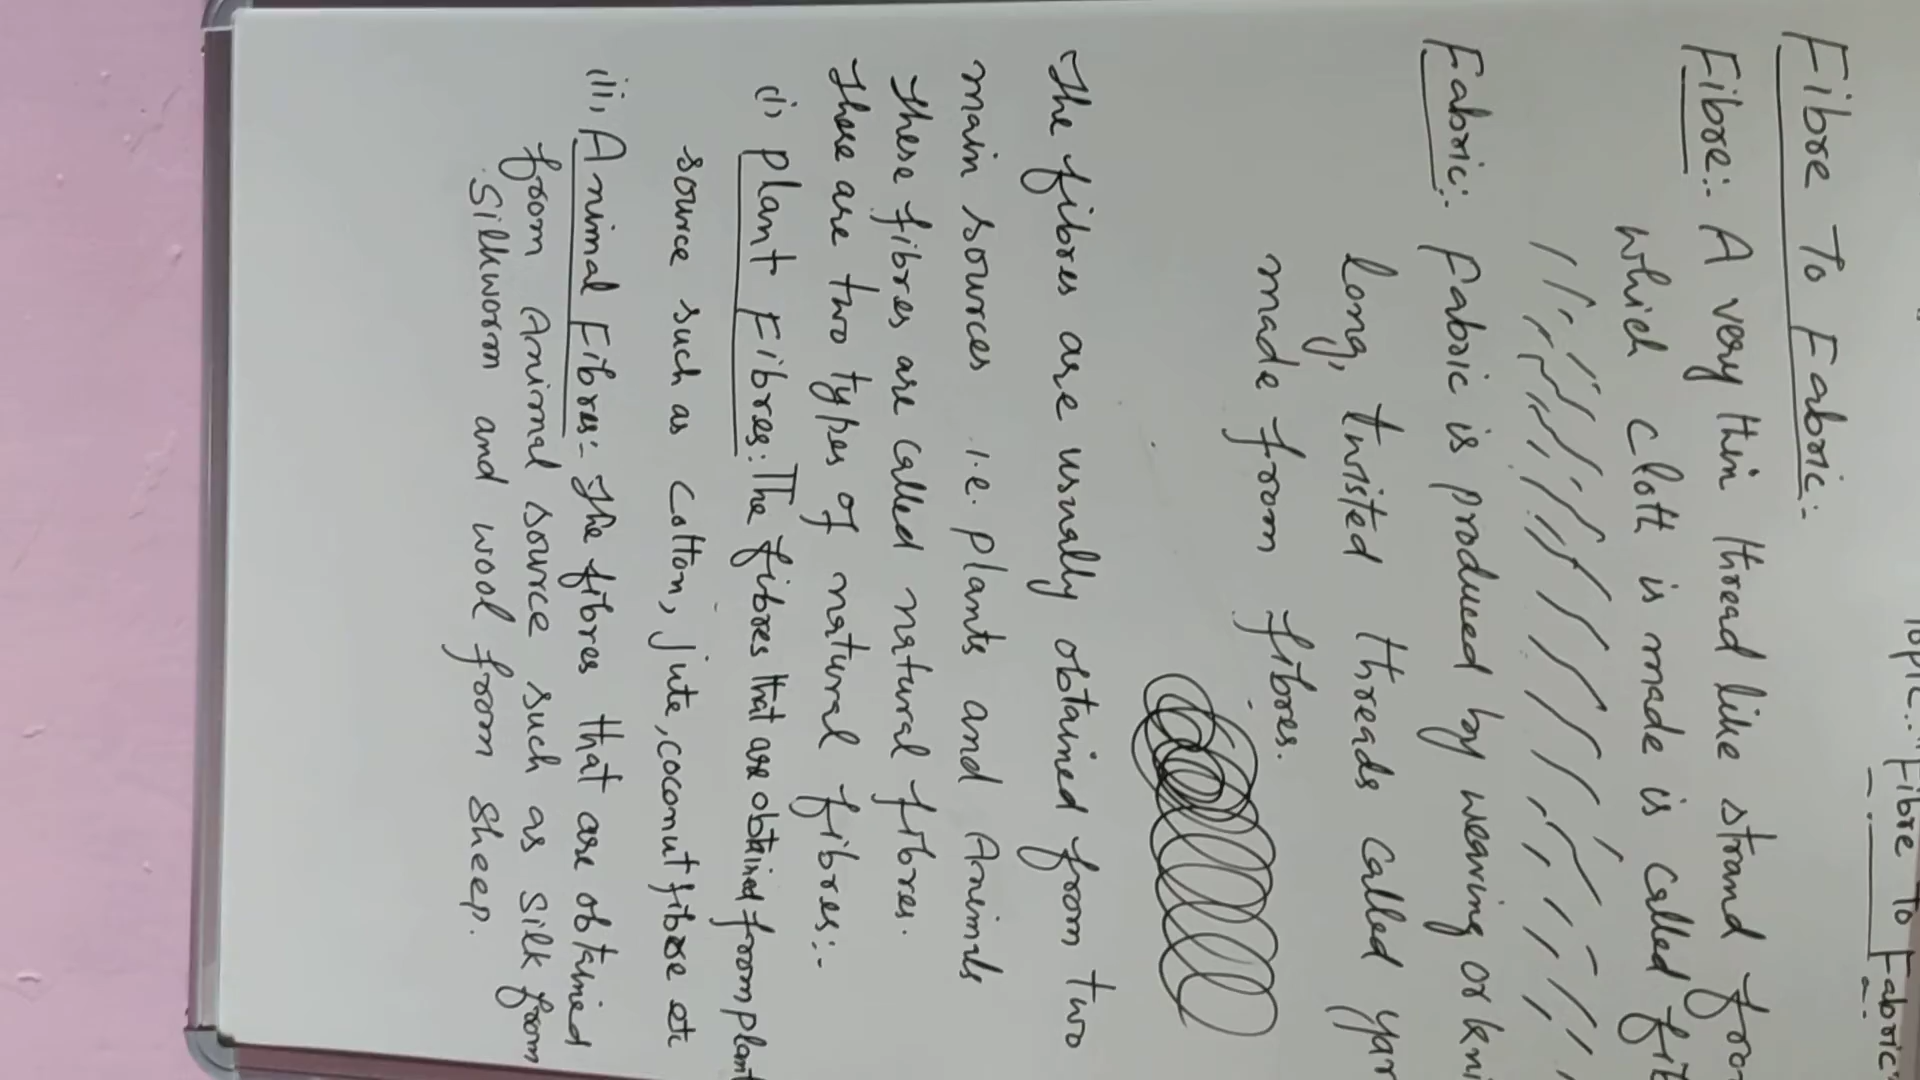 Topic:- "Fibre to Fabric"
Fibre To Fabric:-
Fibre:- A very thin thread like strand
which cloth is made is called
Fabric:- Fabric is produced by weaving or
long, twisted threads called
made from fibres.
The fibres are usually obtained from two
main sources i.e. plants and Animals
These fibres are called natural fibres.
There are two types of natural fibres:-
(i) plant Fibres: The fibres that are obtained from plant
source such as cotton, jute, coconut fibre etc
(ii) Animal Fibres:- The fibres that are obtained
from Animal source such as silk from
silkworm and wool from sheep.